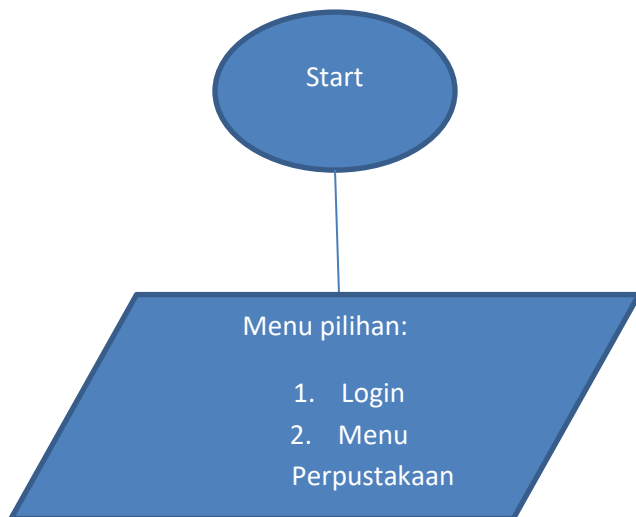 Start
Menu pilihan:
1. Login
2. Menu
Perpustakaan